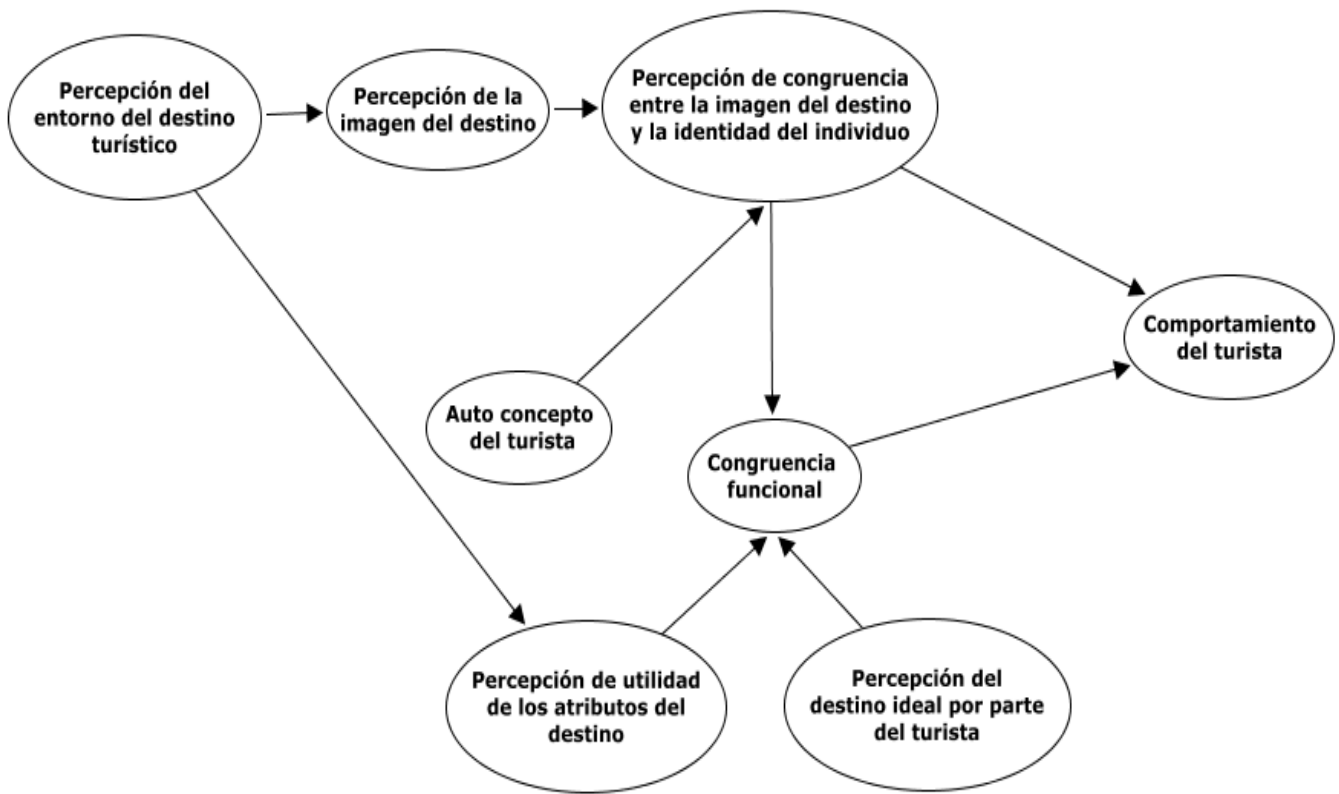 Percepción del
entorno del destino
turístico
Percepción de la
imagen del destino
Percepción de congruencia
entre la imagen del destino
y la identidad del individuo
Comportamiento
del turista
Auto concepto
del turista
Congruencia
funcional
Percepción de utilidad
de los atributos del
destino
Percepción del
destino ideal por parte
del turista